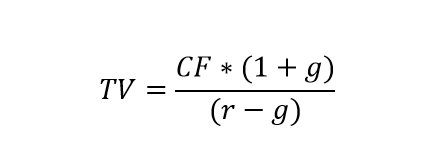 TV = CF * (1 + g) / (r − g)